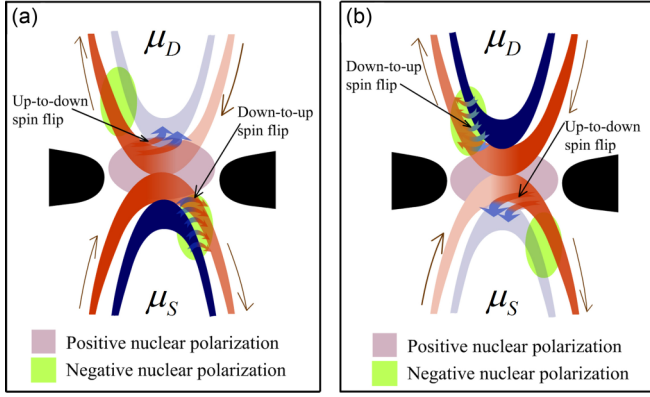 (a)
μD
Up-to-down
spin flip
Down-to-up
spin flip
μS
Positive nuclear polarization
Negative nuclear polarization
(b)
μD
Down-to-up
spin flip
Up-to-down
spin flip
μS
Positive nuclear polarization
Negative nuclear polarization